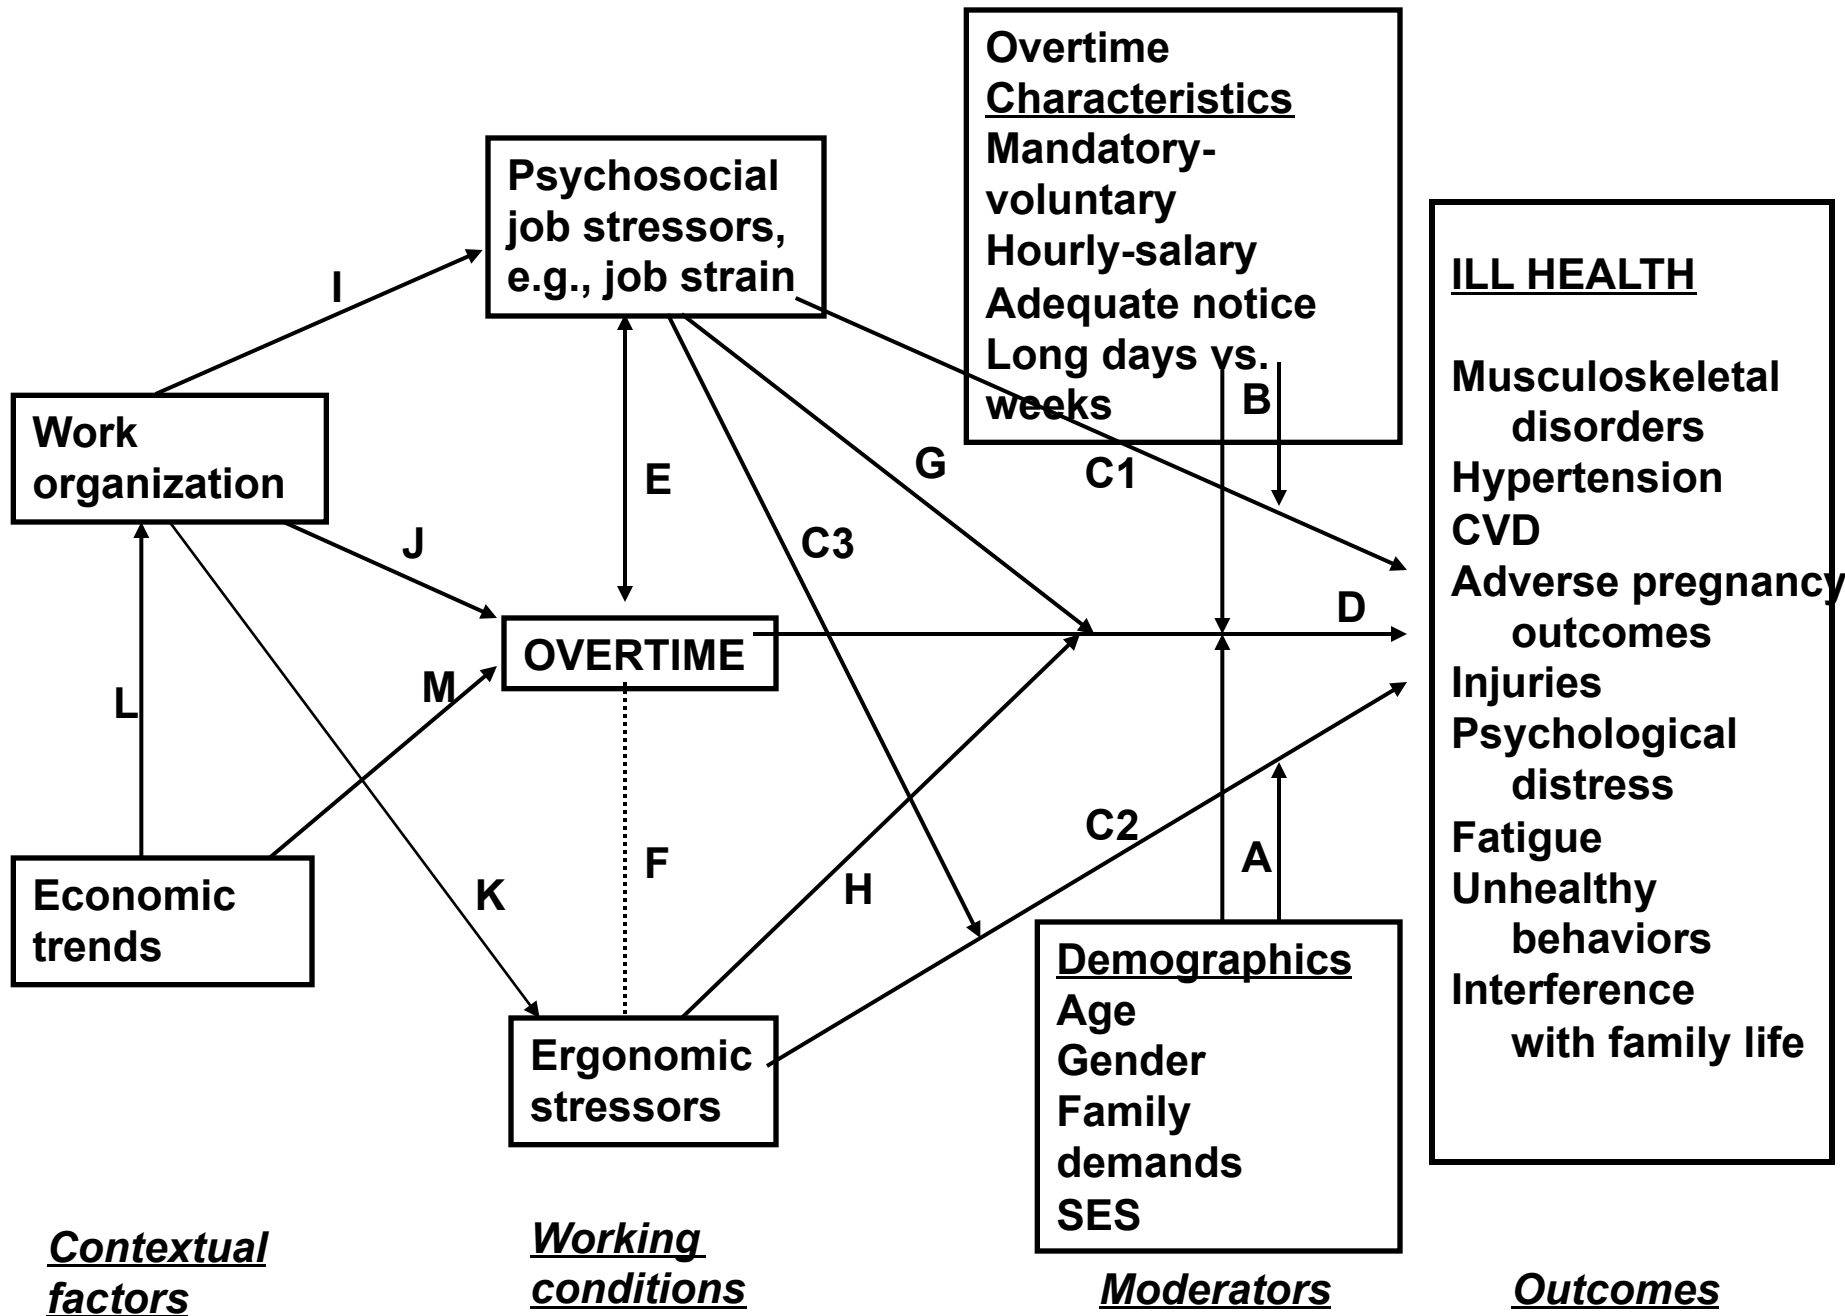 Overtime
Characteristics
Mandatory-
voluntary
Hourly-salary
Adequate notice
Long days vs.
weeks
B
Psychosocial
job stressors,
e.g., job strain
ILL HEALTH
Musculoskeletal
disorders
Hypertension
CVD
Adverse pregnancy
outcomes
Injuries
Psychological
distress
Fatigue
Unhealthy
behaviors
Interference
with family life
I
Work
organization
E
G
C1
J
C3
D
OVERTIME
L
M
F
K
H
C2
A
Economic
trends
Ergonomic
stressors
Demographics
Age
Gender
Family
demands
SES
Contextual
factors
Working
conditions
Moderators
Outcomes